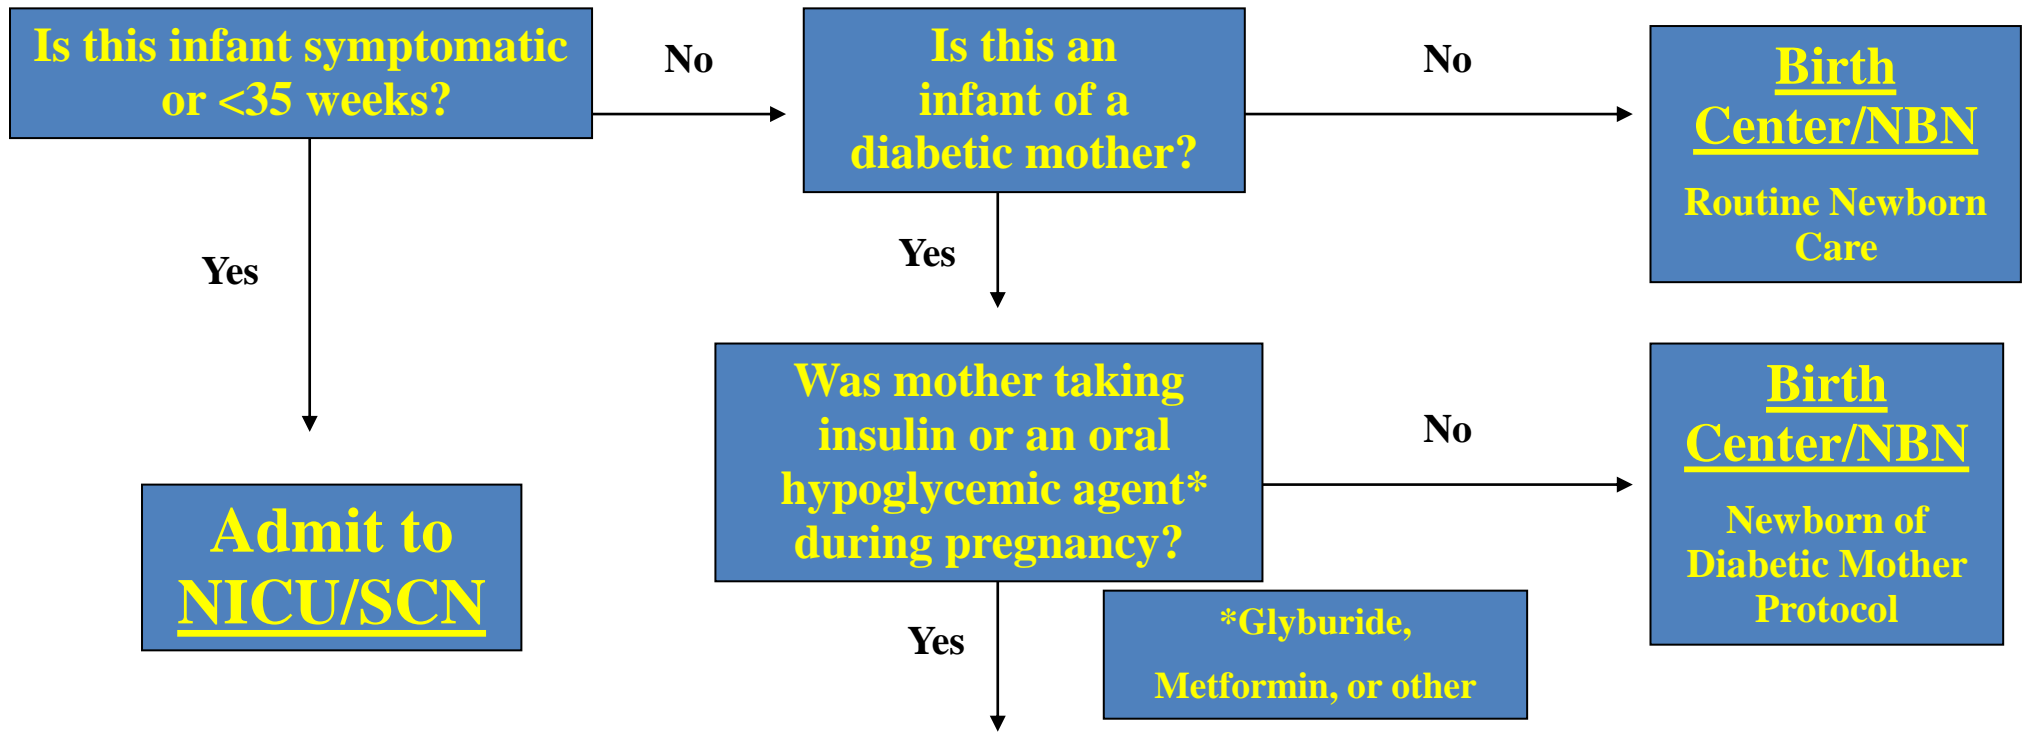 Is this infant symptomatic
or <35 weeks?
No
Is this an
infant of a
diabetic mother?
No
Birth
Center/NBN
Routine Newborn
Care
Yes
Yes
Admit to
NICU/SCN
Was mother taking
insulin or an oral
hypoglycemic agent*
during pregnancy?
No
Birth
Center/NBN
Newborn of
Diabetic Mother
Protocol
Yes
*Glyburide,
Metformin, or other